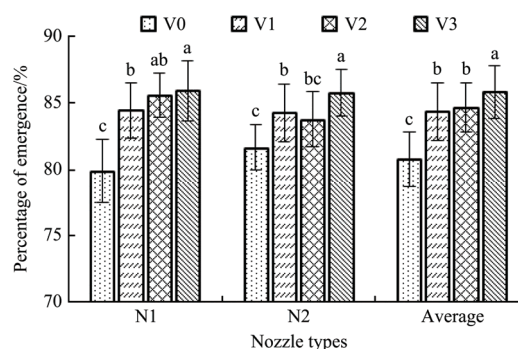 V0 V1 V2 V3
90
85
80
75
70
Percentage of emergence/%
c b ab a
c b bc a
c b b a
N1 N2 Average
Nozzle types